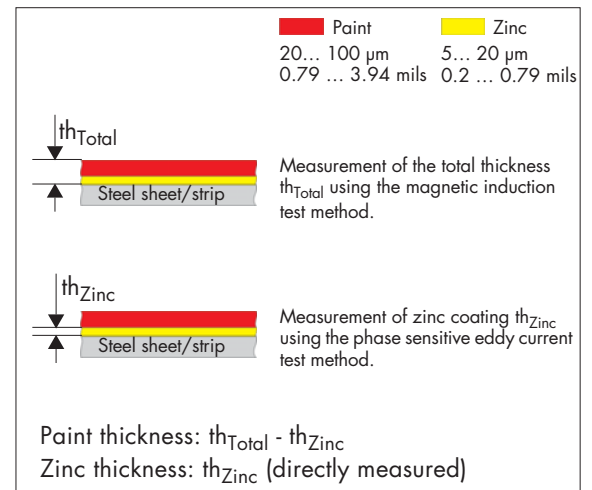 Paint Zinc
20... 100 µm 5... 20 µm
0.79 ... 3.94 mils 0.2 ... 0.79 mils
thTotal
Steel sheet/strip
Measurement of the total thickness
thTotal using the magnetic induction
test method.
thZinc
Steel sheet/strip
Measurement of zinc coating thZinc
using the phase sensitive eddy current
test method.
Paint thickness: thTotal - thZinc
Zinc thickness: thZinc (directly measured)